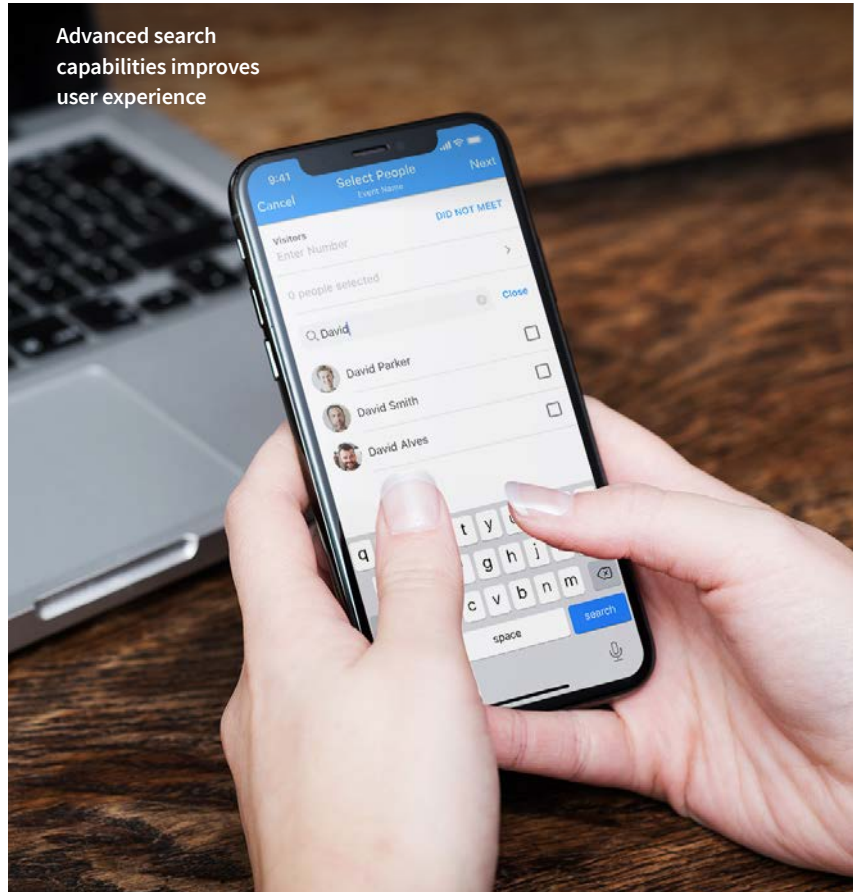 Advanced search
capabilities improves
user experience
9:41
Cancel Select People Next
Event Name
Visitors
Enter Number DID NOT MEET
0 people selected
David Close
David Parker
David Smith
David Alves
q t y
g h j
c v b n m
space search